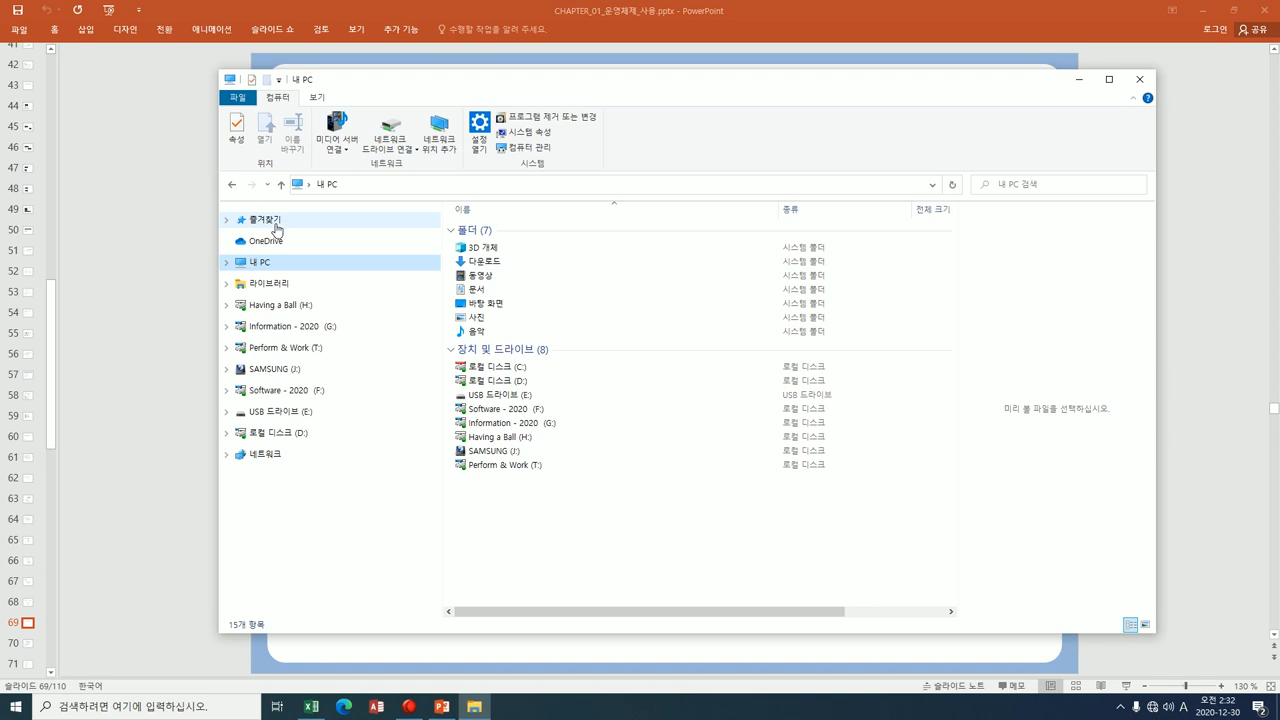 CHAPTER_01_운영체제_사용.pptx - PowerPoint
파일 홈 삽입 디자인 전환 애니메이션 슬라이드 쇼 검토 보기 추가 기능 수행할 작업을 알려 주세요. 로그인 공유
41
42
43
44
45
46
47
48
49
50
51
52
53
54
55
56
57
58
59
60
61
62
63
64
65
66
67
68
69
70
71
내 PC
파일 컴퓨터 보기
속성
열기
이름
바꾸기
위치
미디어 서버
연결
네트워크
드라이브 연결
네트워크
위치 추가
네트워크
설정
열기
프로그램 제거 또는 변경
시스템 속성
컴퓨터 관리
시스템
내 PC
내 PC 검색
즐겨찾기
OneDrive
내 PC
라이브러리
Having a Ball (H:)
Information - 2020 (G:)
Perform & Work (T:)
SAMSUNG (J:)
Software - 2020 (F:)
USB 드라이브 (E:)
로컬 디스크 (D:)
네트워크
이름 종류 전체 크기
폴더 (7)
3D 개체 시스템 폴더
다운로드 시스템 폴더
동영상 시스템 폴더
문서 시스템 폴더
바탕 화면 시스템 폴더
사진 시스템 폴더
음악 시스템 폴더
장치 및 드라이브 (8)
로컬 디스크 (C:) 로컬 디스크
로컬 디스크 (D:) 로컬 디스크
USB 드라이브 (E:) USB 드라이브
Software - 2020 (F:) 로컬 디스크
Information - 2020 (G:) 로컬 디스크
Having a Ball (H:) 로컬 디스크
SAMSUNG (J:) 로컬 디스크
Perform & Work (T:) 로컬 디스크
미리 볼 파일을 선택하십시오.
15개 항목
슬라이드 69/110 한국어 슬라이드 노트 메모 130 %
검색하려면 여기에 입력하십시오. A 오전 2:32
2020-12-30 2